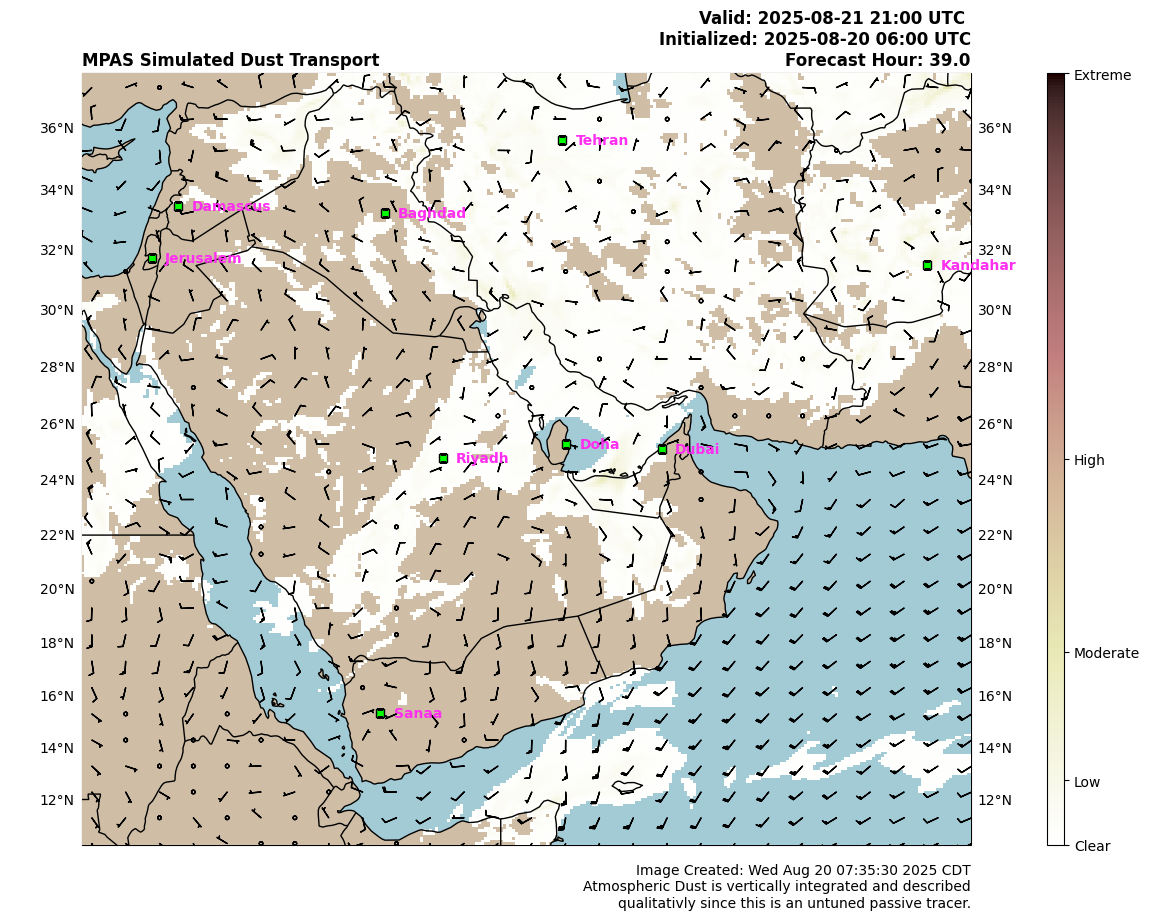 Valid: 2025-08-21 21:00 UTC
Initialized: 2025-08-20 06:00 UTC
MPAS Simulated Dust Transport Forecast Hour: 39.0
Extreme
36°N Tehran 36°N
34°N Damascus Baghdad 34°N
32°N Jerusalem Kandahar 32°N
30°N 30°N
28°N 28°N
26°N Doha Dubai 26°N
High
24°N Riyadh 24°N
22°N 22°N
20°N 20°N
18°N 18°N
Moderate
16°N Sanaa 16°N
14°N 14°N
Low
12°N 12°N
Clear
Image Created: Wed Aug 20 07:35:30 2025 CDT
Atmospheric Dust is vertically integrated and described
qualitativly since this is an untuned passive tracer.